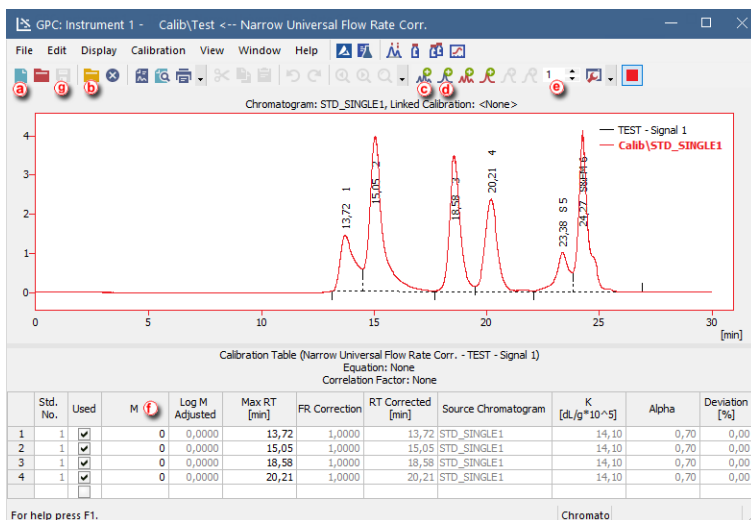 GPC: Instrument 1 - Calib\Test <-- Narrow Universal Flow Rate Corr.
File Edit Display Calibration View Window Help
1
a g b c d e
Chromatogram: STD_SINGLE1, Linked Calibration: <None>
TEST - Signal 1
Calib\STD_SINGLE1
4
3
2
1
0
13,72 1
15,05 2
18,58 3
20,21 4
23,38 S 5
24,27 S&FM 6
0 5 10 15 20 25 30
[min]
Calibration Table (Narrow Universal Flow Rate Corr. - TEST - Signal 1)
Equation: None
Correlation Factor: None
Std. No. Used M f Log M Adjusted Max RT [min] FR Correction RT Corrected [min] Source Chromatogram K [dL/g*10^5] Alpha Deviation [%]
1 1 0 0,0000 13,72 1,0000 13,72 STD_SINGLE1 14,10 0,70 0,00
2 1 0 0,0000 15,05 1,0000 15,05 STD_SINGLE1 14,10 0,70 0,00
3 1 0 0,0000 18,58 1,0000 18,58 STD_SINGLE1 14,10 0,70 0,00
4 1 0 0,0000 20,21 1,0000 20,21 STD_SINGLE1 14,10 0,70 0,00
For help press F1.
Chromato